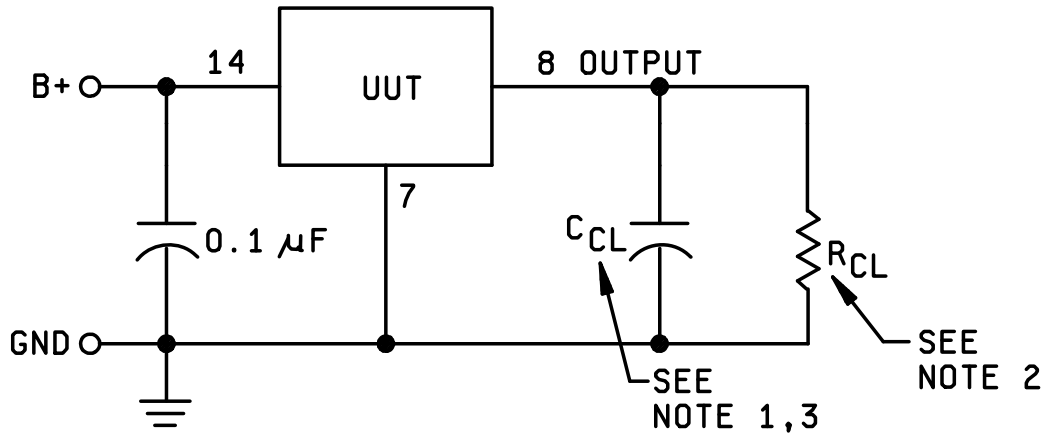 14
8 OUTPUT
B+
UUT
7
0.1 µF
CCL
RCL
GND
SEE
NOTE 2
SEE
NOTE 1,3